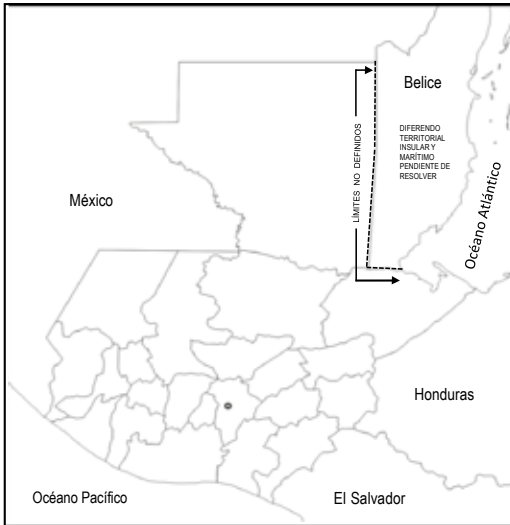 Belice
DIFERENDO
TERRITORIAL
INSULAR Y
MARÍTIMO
PENDIENTE DE
RESOLVER
LÍMITES NO DEFINIDOS
Océano Atlántico
México
Honduras
Océano Pacífico
El Salvador